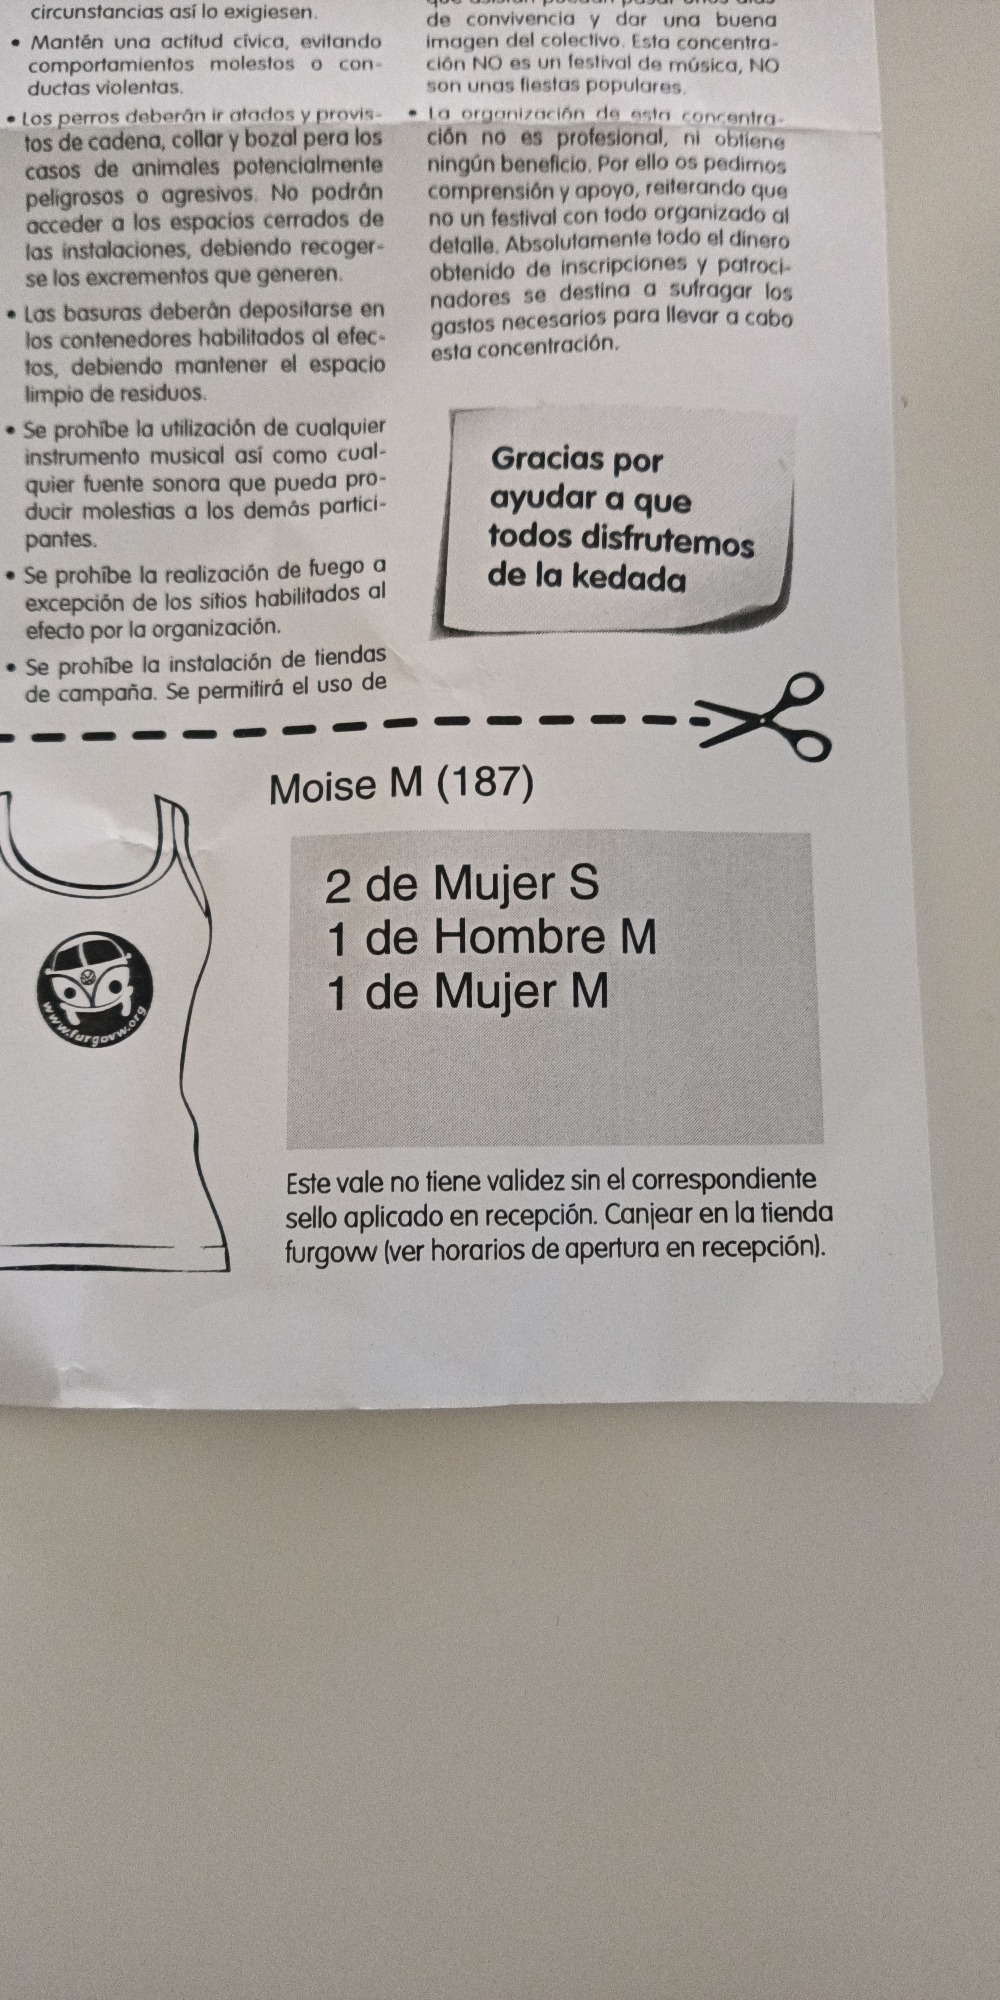 circunstancias así lo exigiesen.
• Mantén una actitud cívica, evitando
comportamientos molestos o con-
ductas violentas.
• Los perros deberán ir atados y provis-
tos de cadena, collar y bozal pera los
casos de animales potencialmente
peligrosos o agresivos. No podrán
acceder a los espacios cerrados de
las instalaciones, debiendo recoger-
se los excrementos que generen.
• Las basuras deberán depositarse en
los contenedores habilitados al efec-
tos, debiendo mantener el espacio
limpio de residuos.
• Se prohíbe la utilización de cualquier
instrumento musical así como cual-
quier fuente sonora que pueda pro-
ducir molestias a los demás partici-
pantes.
• Se prohíbe la realización de fuego a
excepción de los sitios habilitados al
efecto por la organización.
• Se prohíbe la instalación de tiendas
de campaña. Se permitirá el uso de
de convivencia y dar una buena
imagen del colectivo. Esta concentra-
ción NO es un festival de música, NO
son unas fiestas populares.
• La organización de esta concentra-
ción no es profesional, ni obtiene
ningún beneficio. Por ello os pedimos
comprensión y apoyo, reiterando que
no un festival con todo organizado al
detalle. Absolutamente todo el dinero
obtenido de inscripciones y patroci-
nadores se destina a sufragar los
gastos necesarios para llevar a cabo
esta concentración.
Gracias por
ayudar a que
todos disfrutemos
de la kedada
Moise M (187)
2 de Mujer S
1 de Hombre M
1 de Mujer M
www.furgovw.org
Este vale no tiene validez sin el correspondiente
sello aplicado en recepción. Canjear en la tienda
furgovw (ver horarios de apertura en recepción).